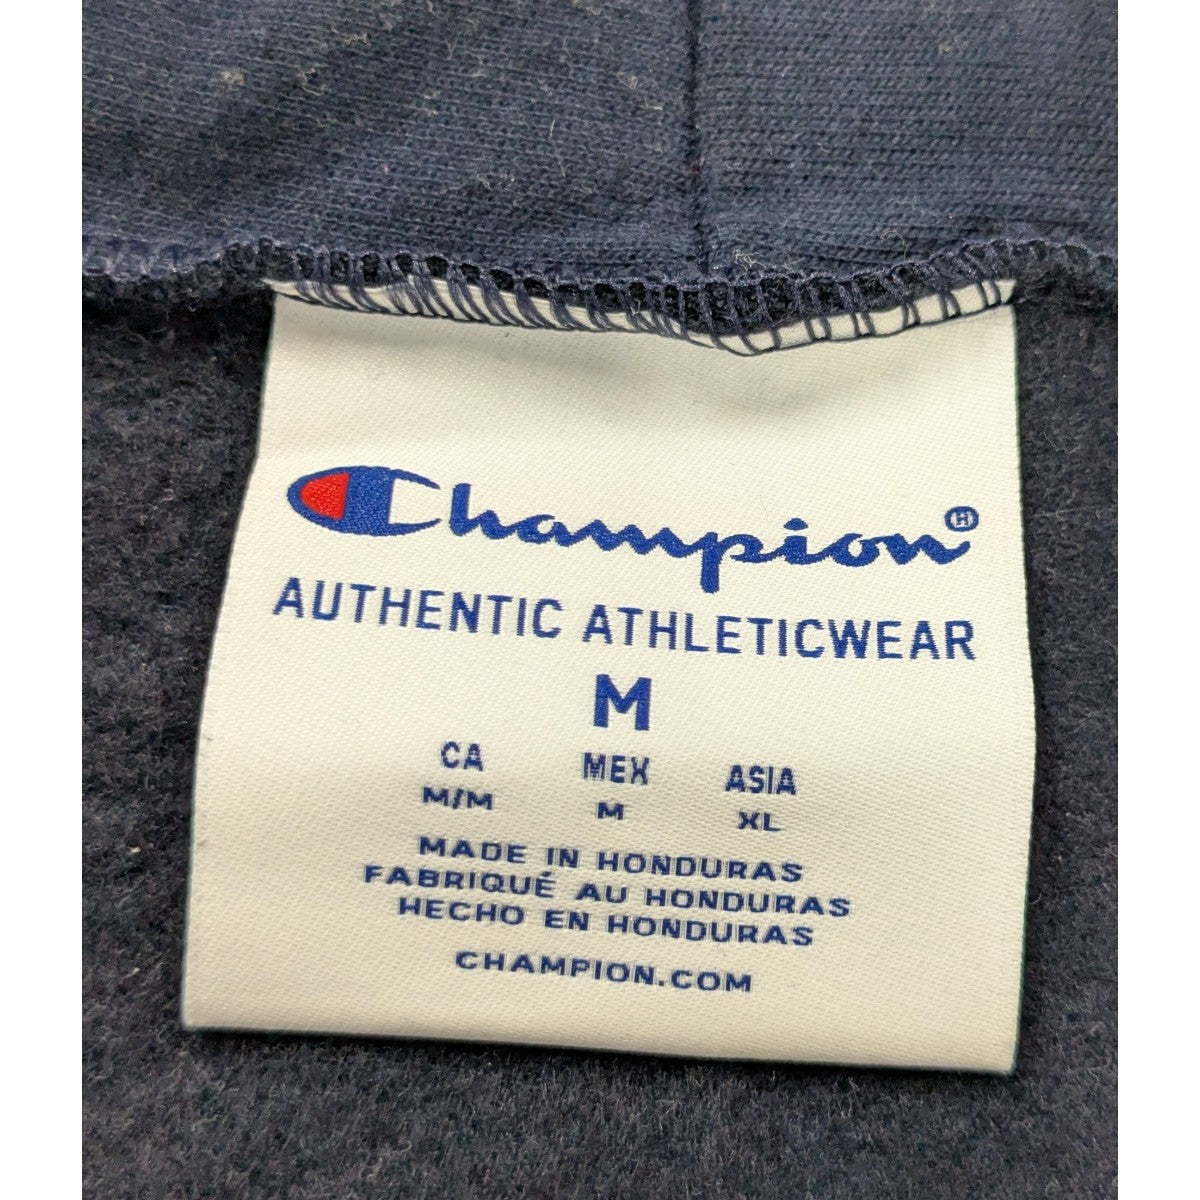 Champion®
AUTHENTIC ATHLETICWEAR
M
CA MEX ASIA
M/M M XL
MADE IN HONDURAS
FABRIQUÉ AU HONDURAS
HECHO EN HONDURAS
CHAMPION.COM